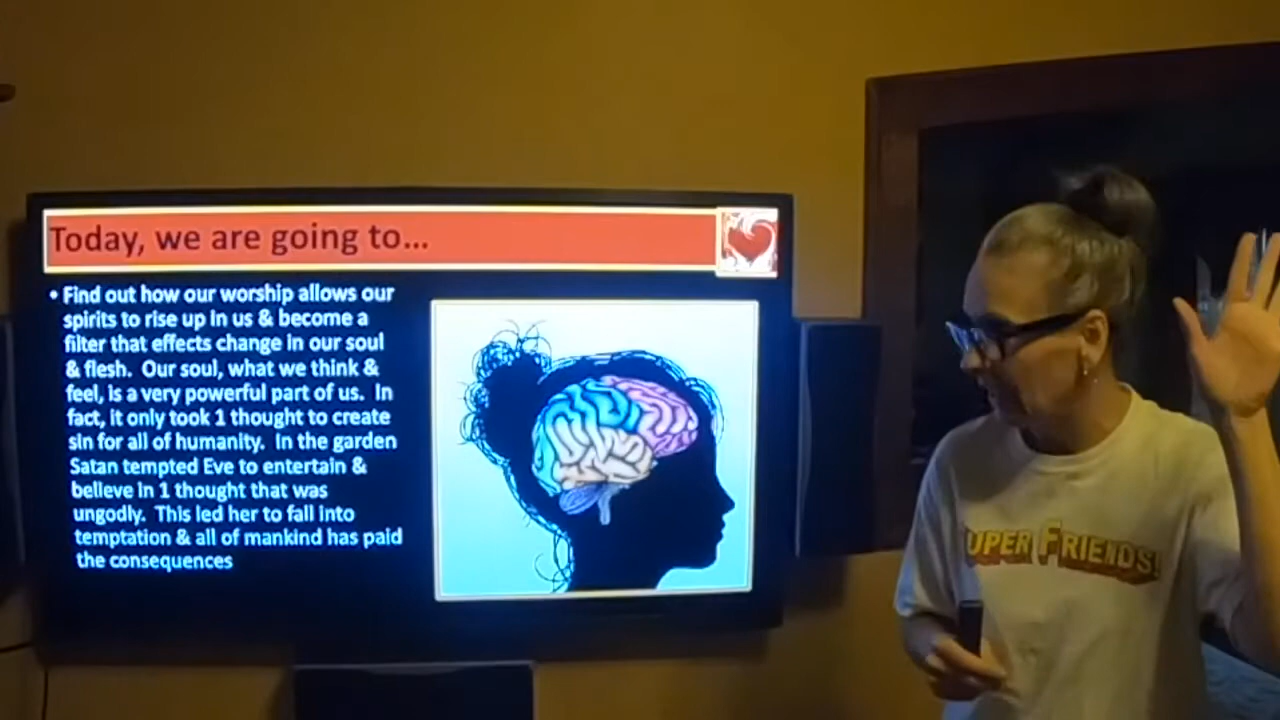 Today, we are going to...
• Find out how our worship allows our
spirits to rise up in us & become a
filter that effects change in our soul
& flesh. Our soul, what we think &
feel, is a very powerful part of us. In
fact, it only took 1 thought to create
sin for all of humanity. In the garden
Satan tempted Eve to entertain &
believe in 1 thought that was
ungodly. This led her to fall into
temptation & all of mankind has paid
the consequences
SUPER FRIENDS!